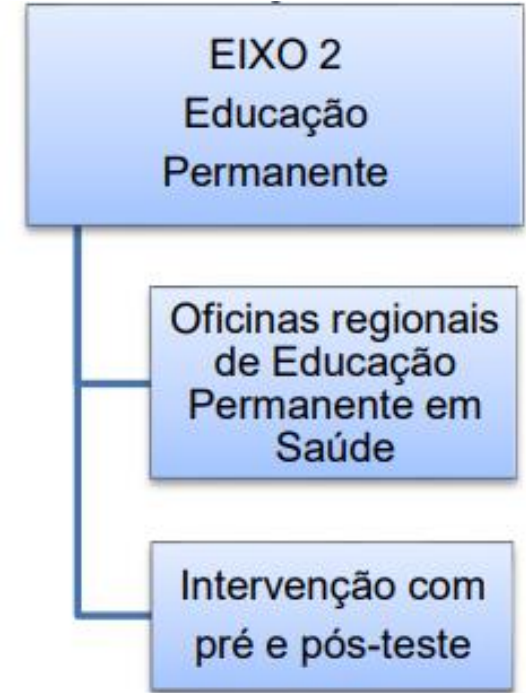 EIXO 2
Educação
Permanente
Oficinas regionais
de Educação
Permanente em
Saúde
Intervenção com
pré e pós-teste